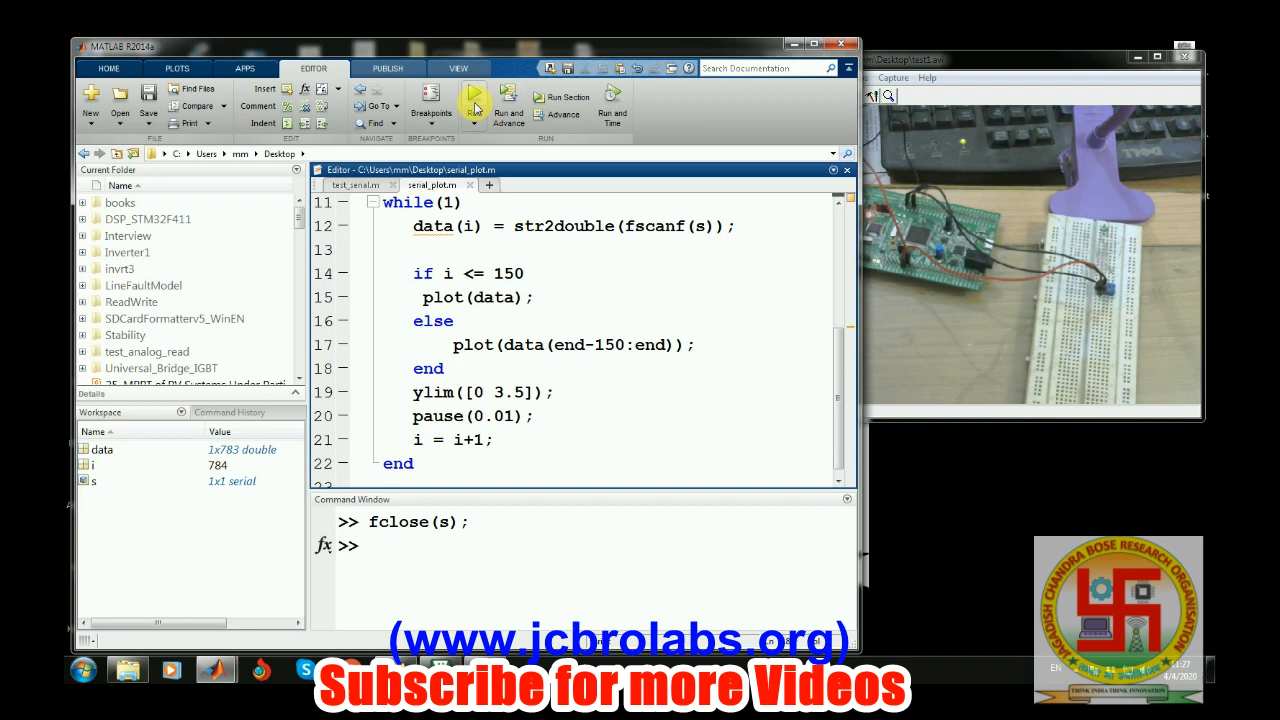 MATLAB R2014a
HOME PLOTS APPS EDITOR PUBLISH VIEW
Search Documentation
New Open Save
Find Files
Compare
Print
Insert
Comment
Indent
Go To
Find
Breakpoints
Run
Run and Advance
Run Section
Advance
Run and Time
FILE EDIT NAVIGATE BREAKPOINTS RUN
C: Users mm Desktop
Current Folder
Name
books
DSP_STM32F411
Interview
Inverter1
invrt3
LineFaultModel
ReadWrite
SDCardFormatterv5_WinEN
Stability
test_analog_read
Universal_Bridge_IGBT
Details
Workspace
Command History
Name Value
data 1x783 double
i 784
s 1x1 serial
Editor - C:\Users\mm\Desktop\serial_plot.m
test_serial.m serial_plot.m
11 while(1)
12 data(i) = str2double(fscanf(s));
13
14 if i <= 150
15 plot(data);
16 else
17 plot(data(end-150:end));
18 end
19 ylim([0 3.5]);
20 pause(0.01);
21 i = i+1;
22 end
Command Window
>> fclose(s);
fx >>
Desktop\test1.avi
Capture Help
DELL
(www.jcbrolabs.org)
Subscribe for more Videos
JAGADISH CHANDRA BOSE RESEARCH ORGANISATION
THINK INDIA THINK INNOVATION
EN
11:27
4/4/2020